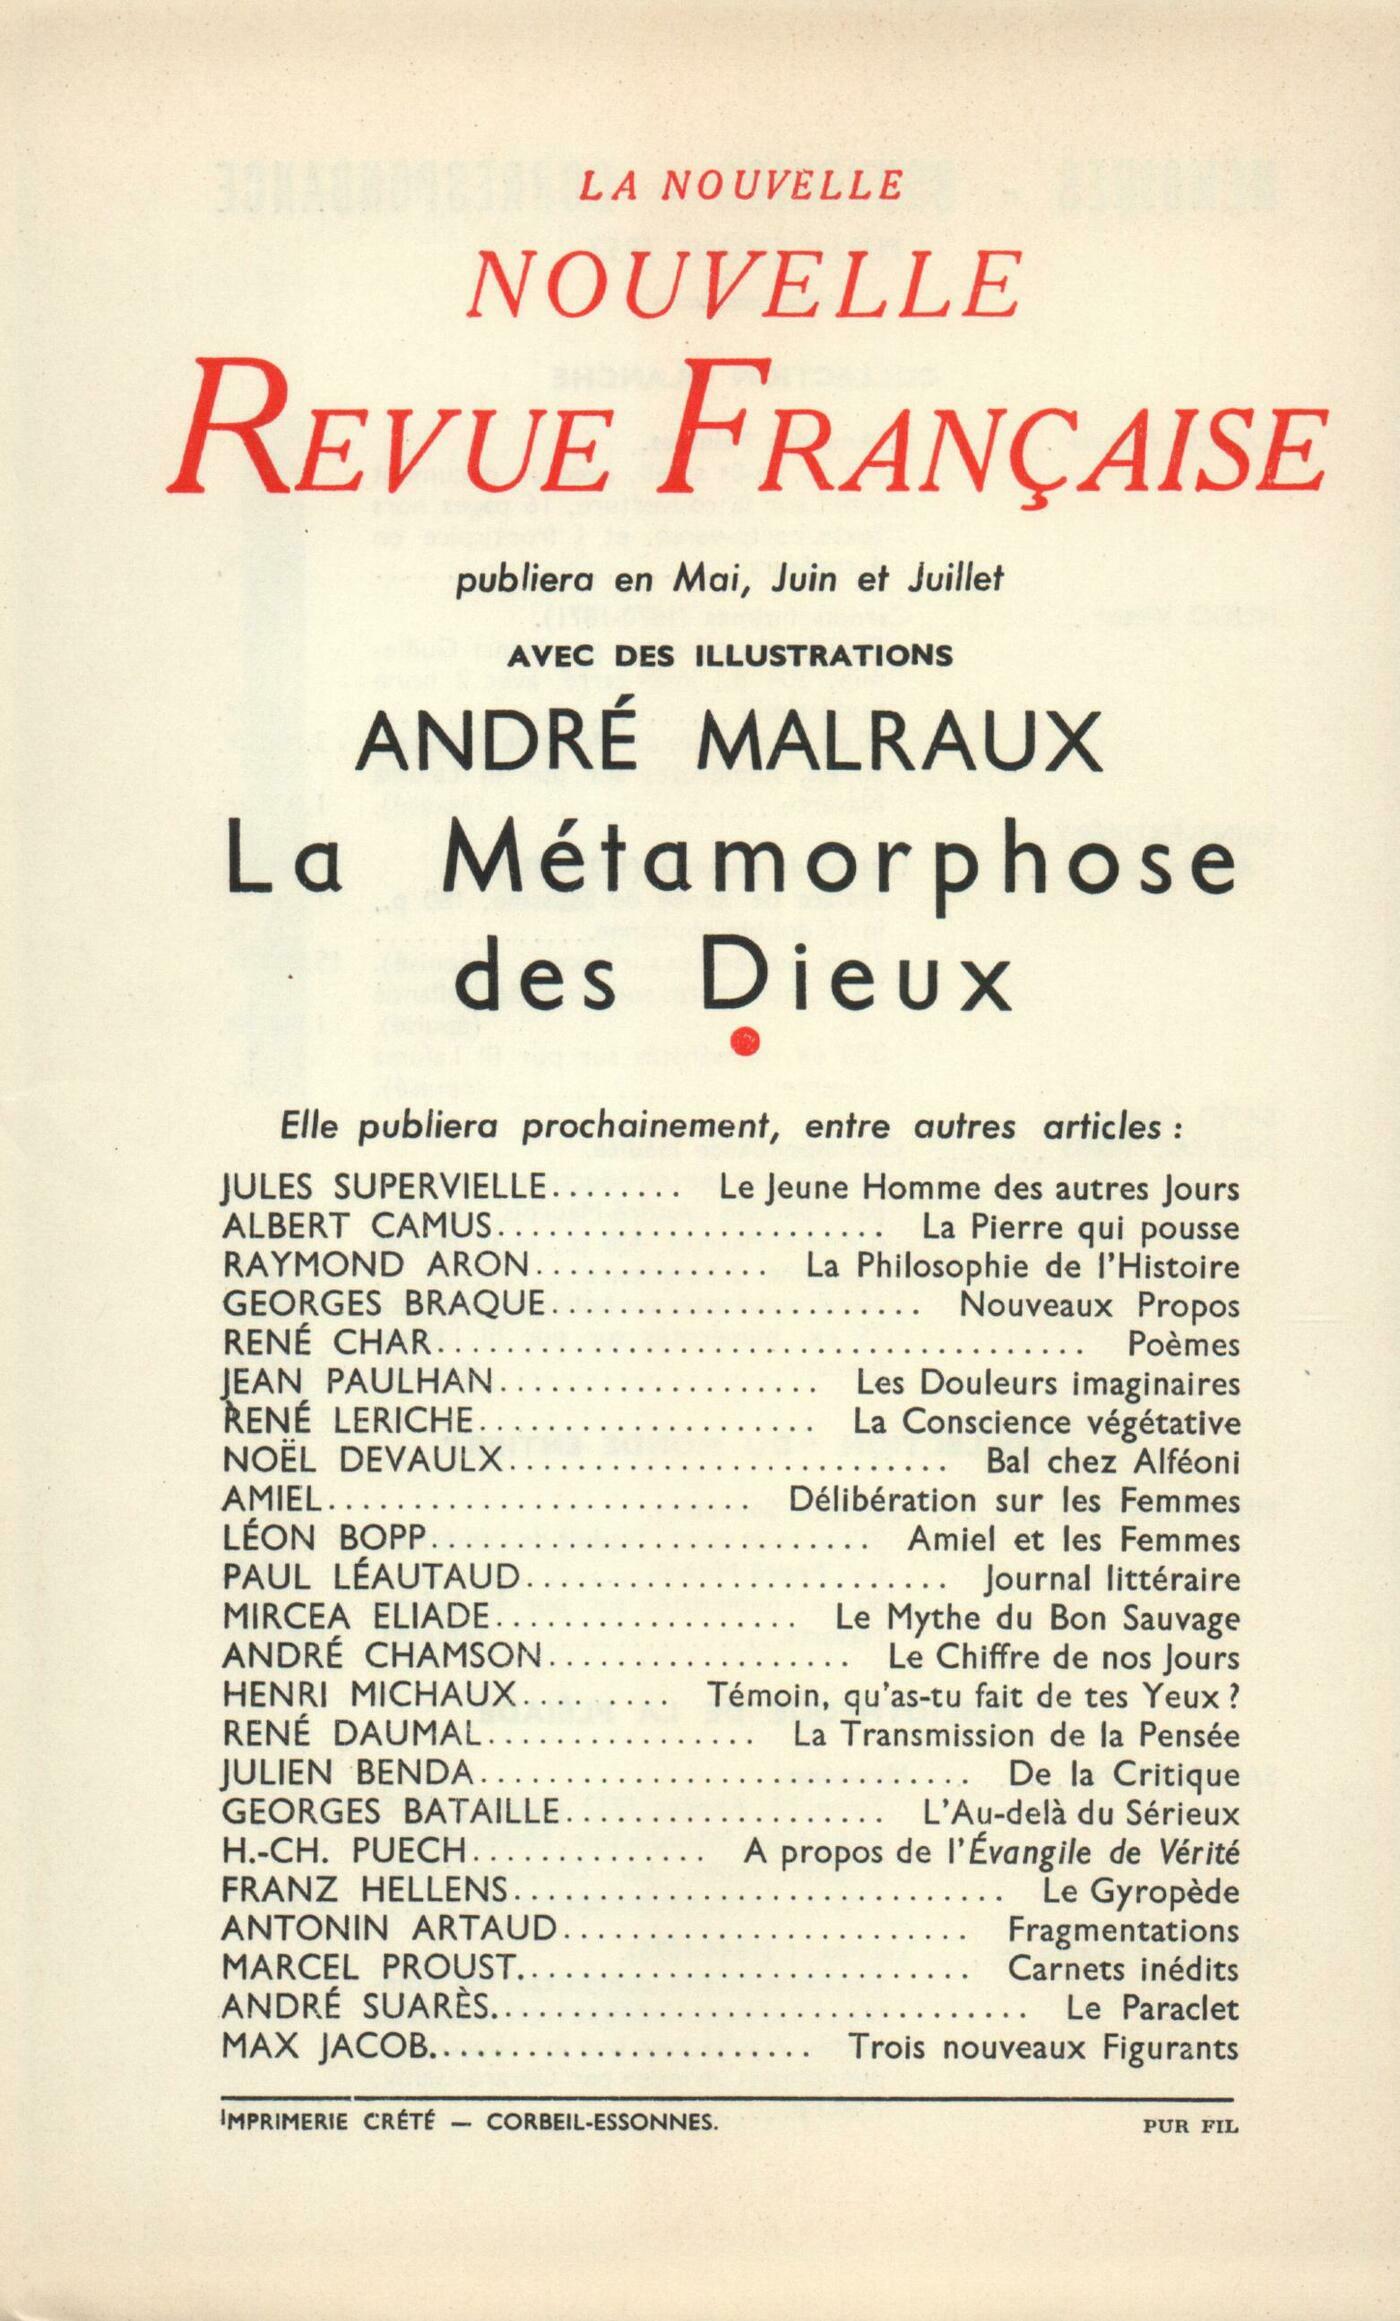 LA NOUVELLE
NOUVELLE
REVUE FRANÇAISE
publiera en Mai, Juin et Juillet
AVEC DES ILLUSTRATIONS
ANDRÉ MALRAUX
La Métamorphose
des Dieux
Elle publiera prochainement, entre autres articles :
JULES SUPERVIELLE........ Le Jeune Homme des autres Jours
ALBERT CAMUS....................... La Pierre qui pousse
RAYMOND ARON.............. La Philosophie de l'Histoire
GEORGES BRAQUE...................... Nouveaux Propos
RENÉ CHAR...................................... Poèmes
JEAN PAULHAN................... Les Douleurs imaginaires
RENÉ LERICHE.................... La Conscience végétative
NOËL DEVAULX.......................... Bal chez Alféoni
AMIEL......................... Délibération sur les Femmes
LÉON BOPP.......................... Amiel et les Femmes
PAUL LÉAUTAUD......................... Journal littéraire
MIRCEA ELIADE.................. Le Mythe du Bon Sauvage
ANDRÉ CHAMSON.................. Le Chiffre de nos Jours
HENRI MICHAUX......... Témoin, qu'as-tu fait de tes Yeux ?
RENÉ DAUMAL................ La Transmission de la Pensée
JULIEN BENDA............................. De la Critique
GEORGES BATAILLE................... L'Au-delà du Sérieux
H.-CH. PUECH.............. A propos de l'Évangile de Vérité
FRANZ HELLENS............................. Le Gyropède
ANTONIN ARTAUD........................ Fragmentations
MARCEL PROUST........................... Carnets inédits
ANDRÉ SUARÈS................................ Le Paraclet
MAX JACOB....................... Trois nouveaux Figurants
IMPRIMERIE CRÉTÉ — CORBEIL-ESSONNES. PUR FIL